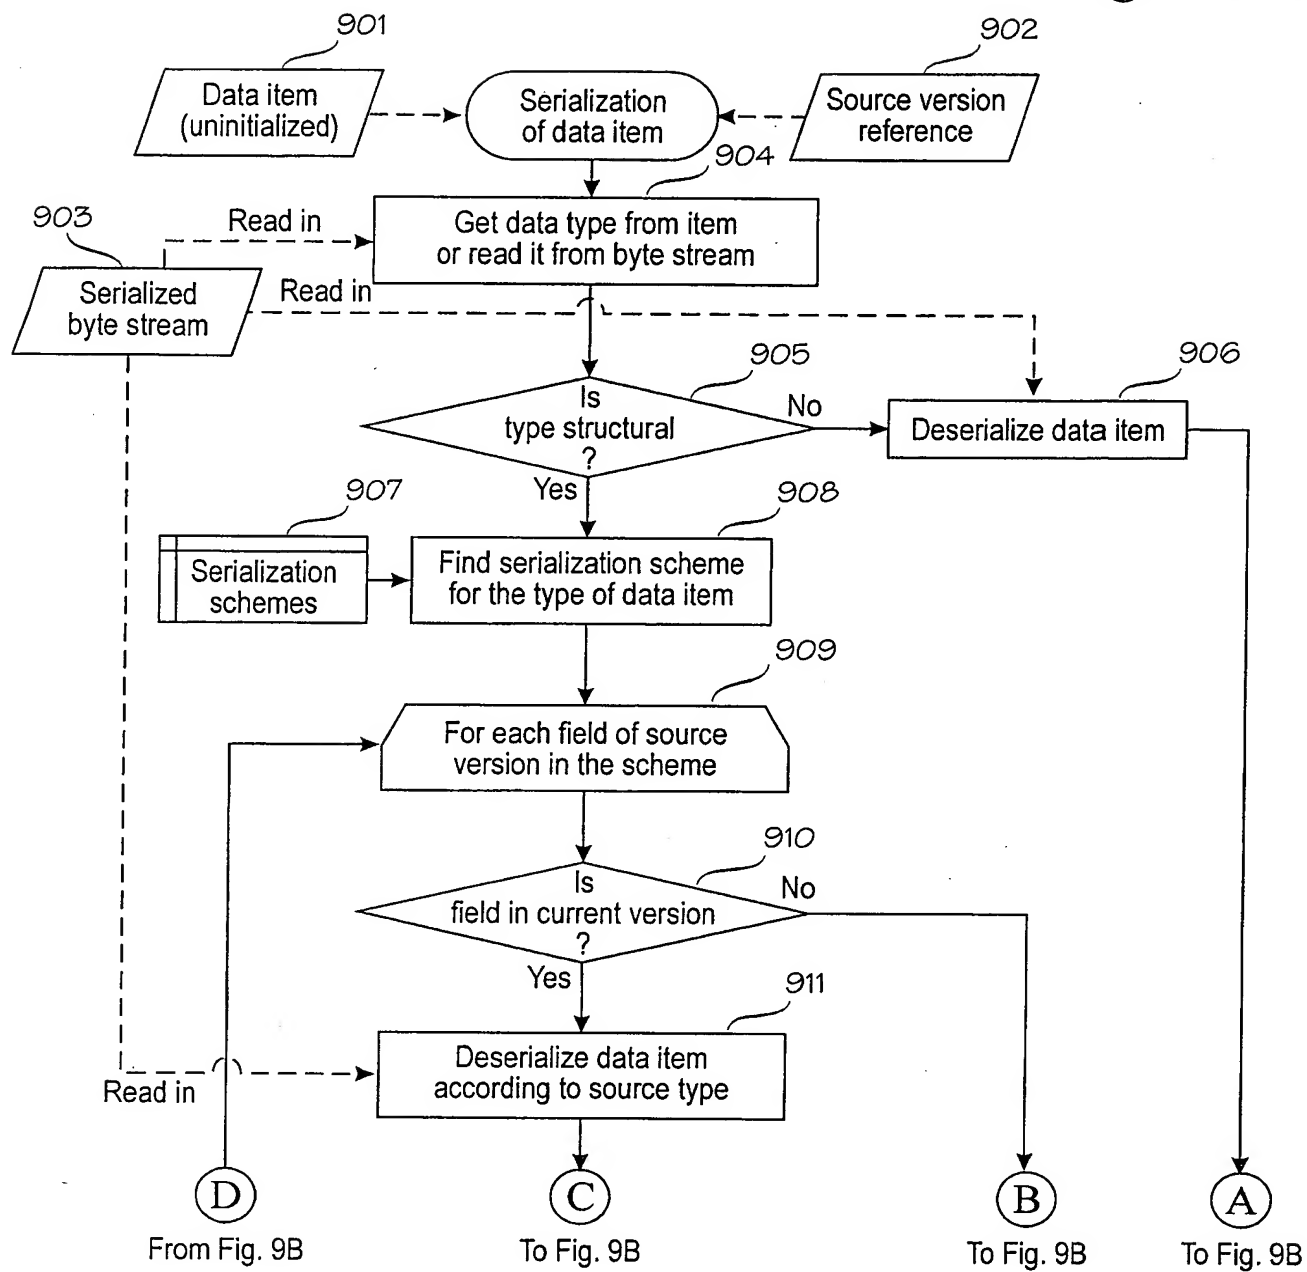 901
902
Data item
(uninitialized)
Serialization
of data item
Source version
reference
904
903
Read in
Get data type from item
or read it from byte stream
Serialized
byte stream
Read in
905
906
Is
type structural
?
No
Deserialize data item
Yes
907
908
Serialization
schemes
Find serialization scheme
for the type of data item
909
For each field of source
version in the scheme
910
Is
field in current version
?
No
Yes
911
Deserialize data item
according to source type
Read in
D
C
B
A
From Fig. 9B
To Fig. 9B
To Fig. 9B
To Fig. 9B